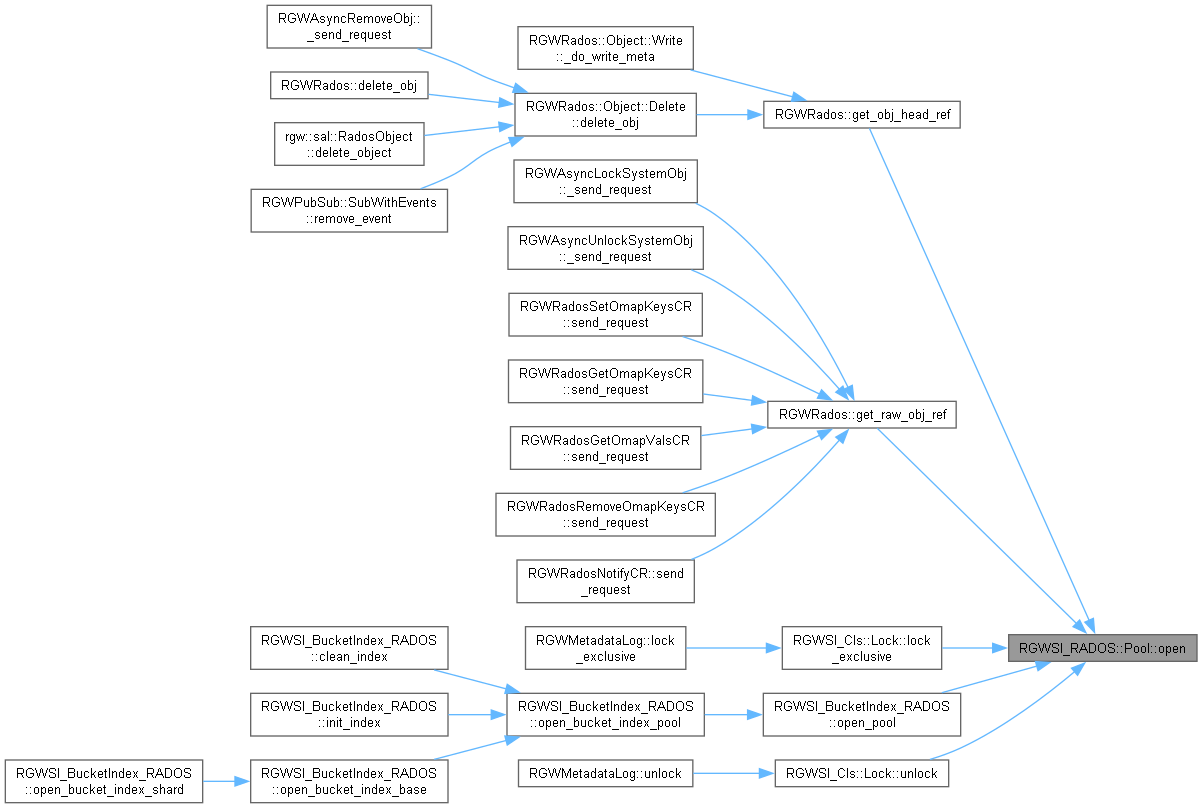 RGWAsyncRemoveObj::
_send_request
RGWRados::delete_obj
rgw::sal::RadosObject
::delete_object
RGWPubSub::SubWithEvents
::remove_event
RGWRados::Object::Write
::_do_write_meta
RGWRados::Object::Delete
::delete_obj
RGWRados::get_obj_head_ref
RGWAsyncLockSystemObj
::_send_request
RGWAsyncUnlockSystemObj
::_send_request
RGWRadosSetOmapKeysCR
::send_request
RGWRadosGetOmapKeysCR
::send_request
RGWRadosGetOmapValsCR
::send_request
RGWRadosRemoveOmapKeysCR
::send_request
RGWRadosNotifyCR::send
_request
RGWRados::get_raw_obj_ref
RGWSI_BucketIndex_RADOS
::clean_index
RGWSI_BucketIndex_RADOS
::init_index
RGWSI_BucketIndex_RADOS
::open_bucket_index_shard
RGWSI_BucketIndex_RADOS
::open_bucket_index_base
RGWMetadataLog::lock
_exclusive
RGWSI_BucketIndex_RADOS
::open_bucket_index_pool
RGWMetadataLog::unlock
RGWSI_Cls::Lock::lock
_exclusive
RGWSI_BucketIndex_RADOS
::open_pool
RGWSI_Cls::Lock::unlock
RGWSI_RADOS::Pool::open